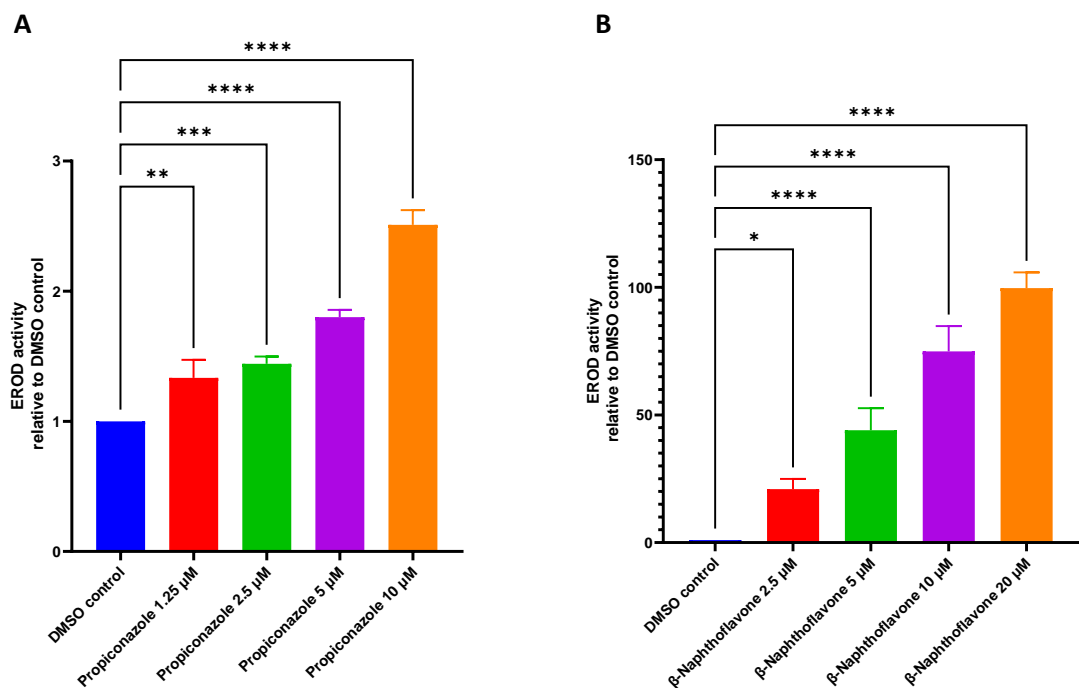 A
****
****
***
**
3
2
1
0
EROD activity
relative to DMSO control
DMSO control
Propiconazole 1.25 µM
Propiconazole 2.5 µM
Propiconazole 5 µM
Propiconazole 10 µM
B
****
****
****
*
150
100
50
0
EROD activity
relative to DMSO control
DMSO control
β-Naphthoflavone 2.5 µM
β-Naphthoflavone 5 µM
β-Naphthoflavone 10 µM
β-Naphthoflavone 20 µM